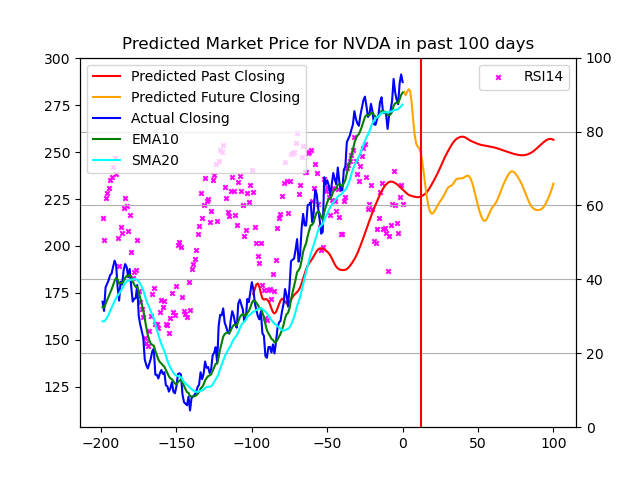 Predicted Market Price for NVDA in past 100 days
Predicted Past Closing
Predicted Future Closing
Actual Closing
EMA10
SMA20
RSI14
300
275
250
225
200
175
150
125
100
80
60
40
20
0
−200 −150 −100 −50 0 50 100